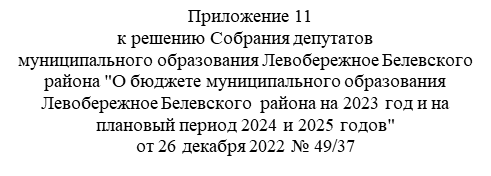 Приложение 11
к решению Собрания депутатов
муниципального образования Левобережное Белевского
района "О бюджете муниципального образования
Левобережное Белевского района на 2023 год и на
плановый период 2024 и 2025 годов"
от 26 декабря 2022 № 49/37